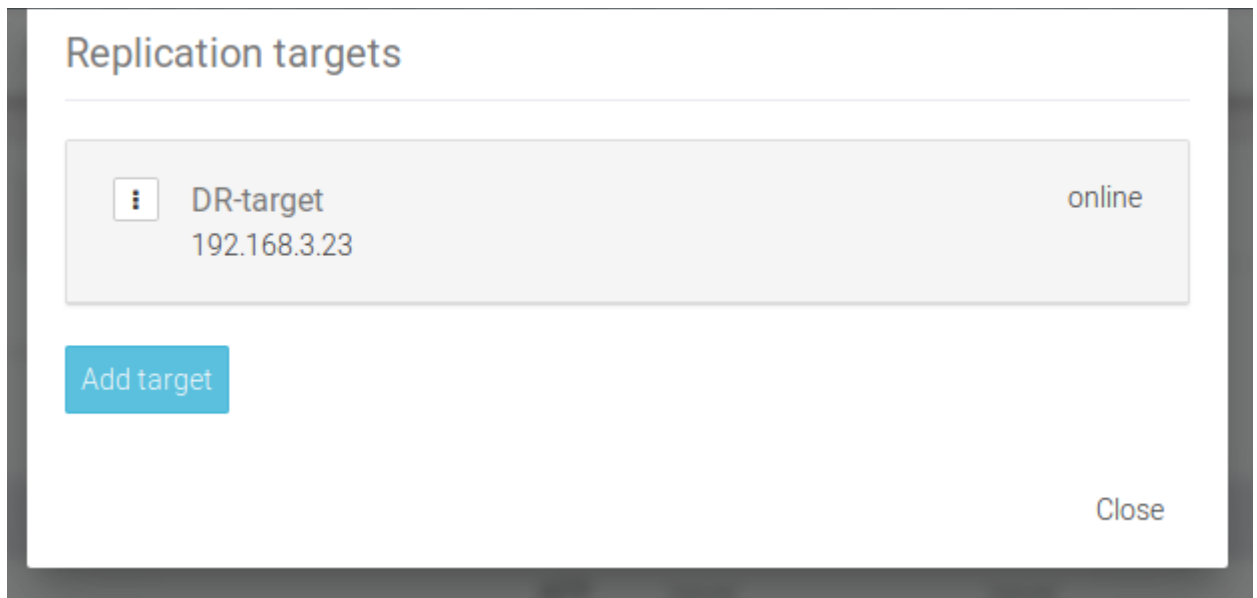 Replication targets
DR-target
online
192.168.3.23
Add target
Close